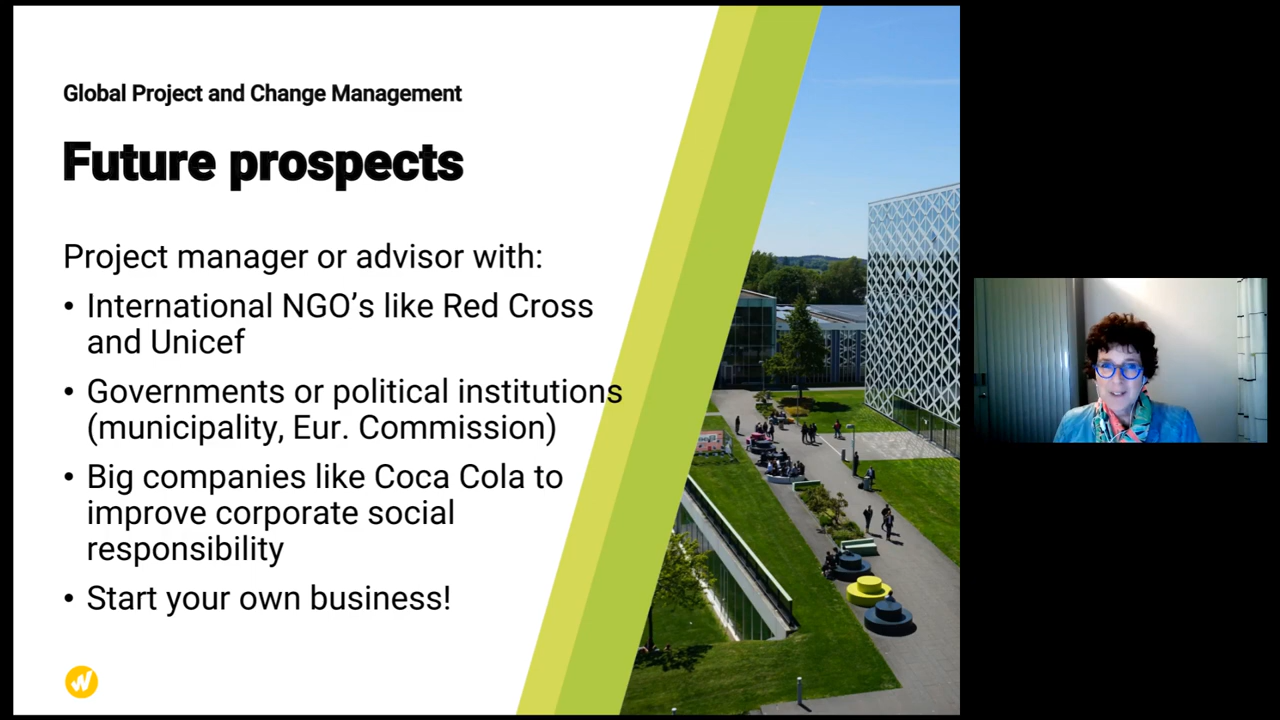 Global Project and Change Management
Future prospects
Project manager or advisor with:
• International NGO’s like Red Cross
and Unicef
• Governments or political institutions
(municipality, Eur. Commission)
• Big companies like Coca Cola to
improve corporate social
responsibility
• Start your own business!